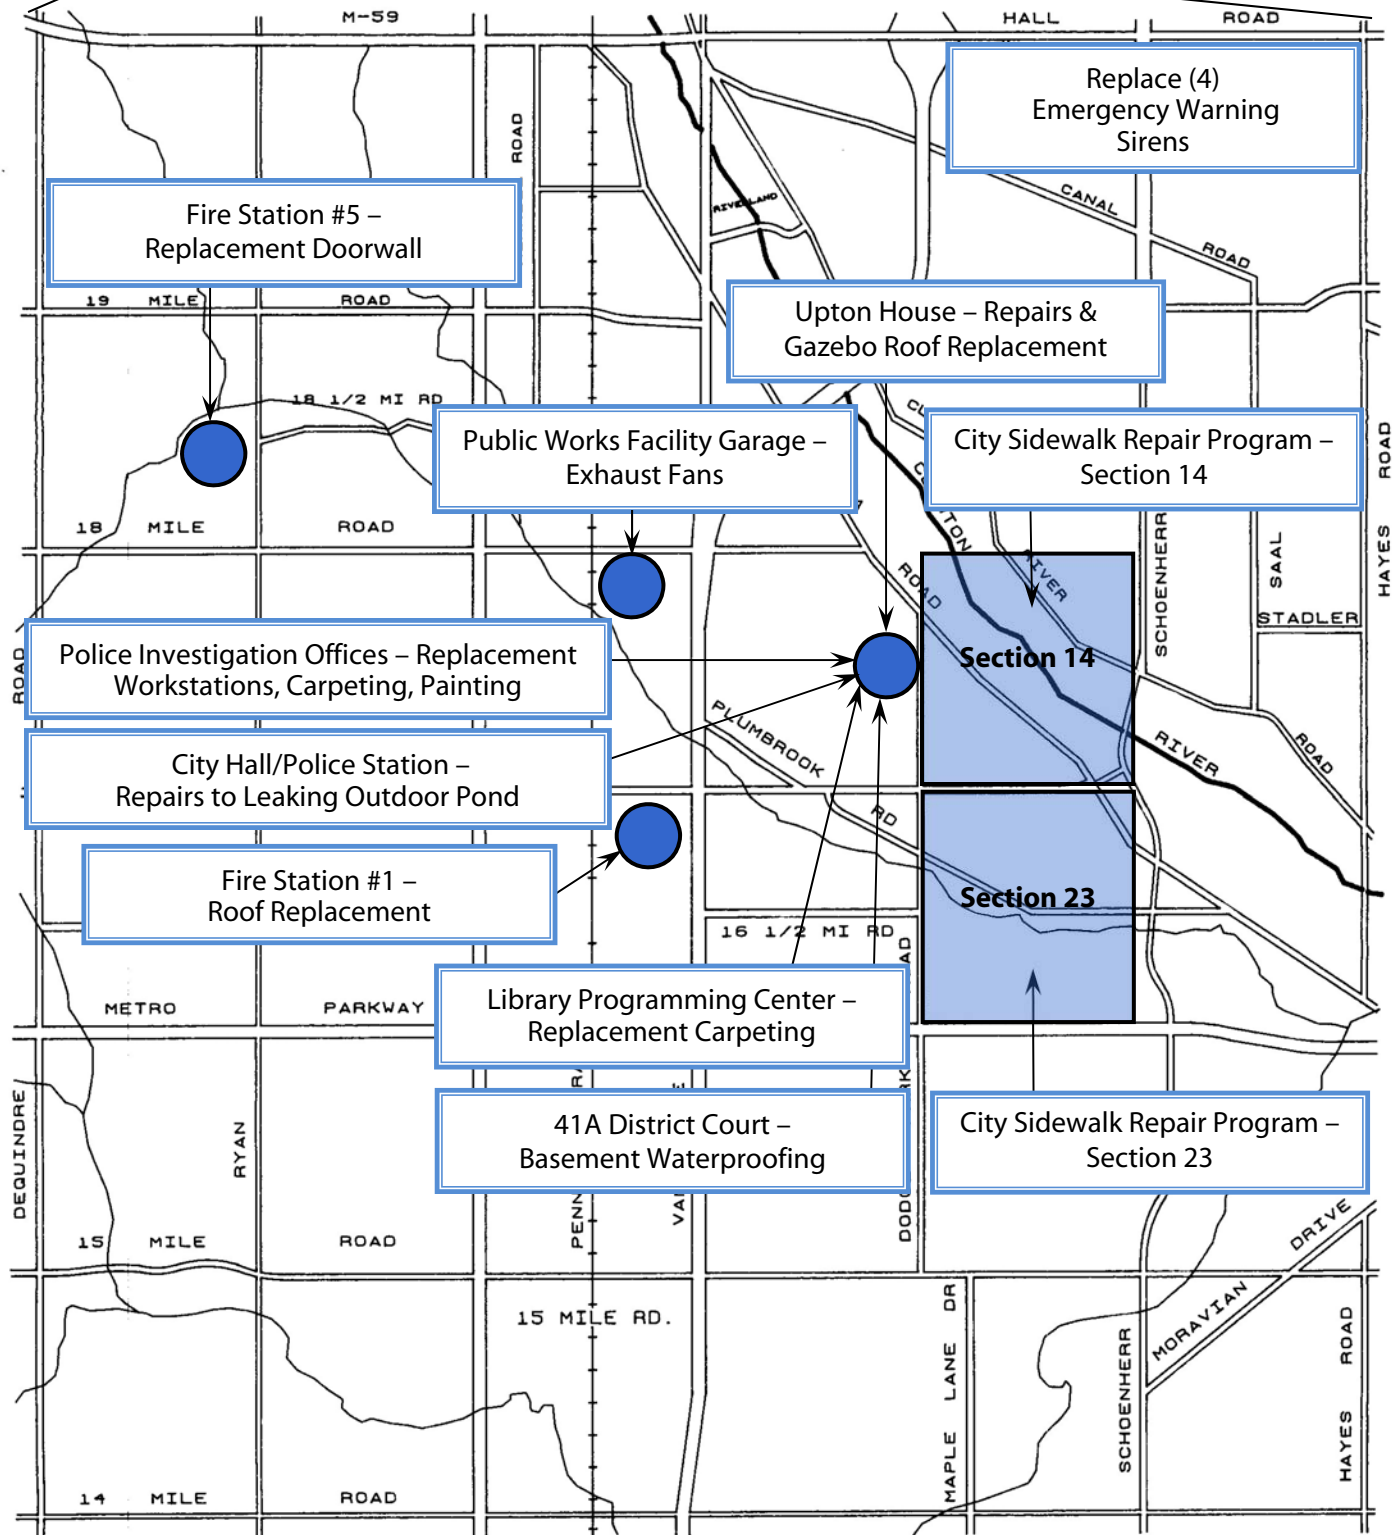 M-59
HALL ROAD
Replace (4)
Emergency Warning
Sirens
ROAD
CANAL
ROAD
RIVERLAND
Fire Station #5 –
Replacement Doorwall
19 MILE ROAD
Upton House – Repairs &
Gazebo Roof Replacement
18 1/2 MI RD
Public Works Facility Garage –
Exhaust Fans
City Sidewalk Repair Program –
Section 14
HAYES ROAD
18 MILE ROAD
ROAD
RIVER
SCHOENHERR
SAAL
STADLER
ROAD
Police Investigation Offices – Replacement
Workstations, Carpeting, Painting
Section 14
PLUMBROOK
RD
RIVER
ROAD
City Hall/Police Station –
Repairs to Leaking Outdoor Pond
Fire Station #1 –
Roof Replacement
Section 23
16 1/2 MI RD
METRO PARKWAY
Library Programming Center –
Replacement Carpeting
41A District Court –
Basement Waterproofing
City Sidewalk Repair Program –
Section 23
DEQUINDRE
RYAN
15 MILE ROAD
15 MILE RD.
DRIVE
MORAVIAN
MAPLE LANE DR
SCHOENHERR
HAYES ROAD
14 MILE ROAD